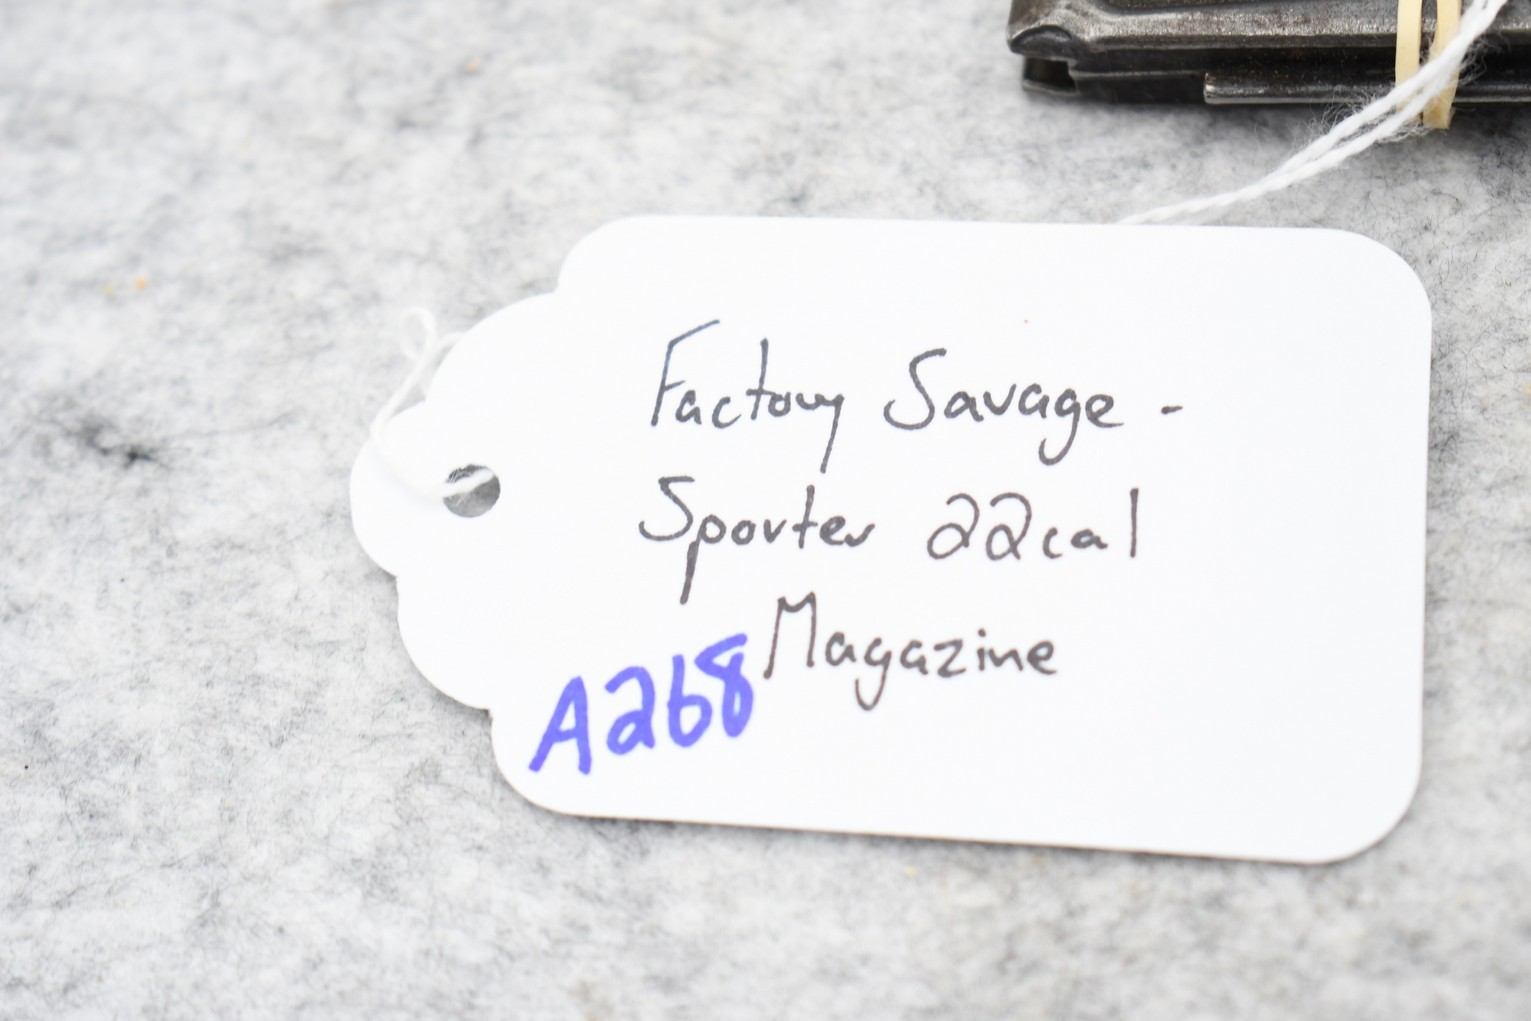 Factory Savage -
Sporter 22cal
Magazine
A268